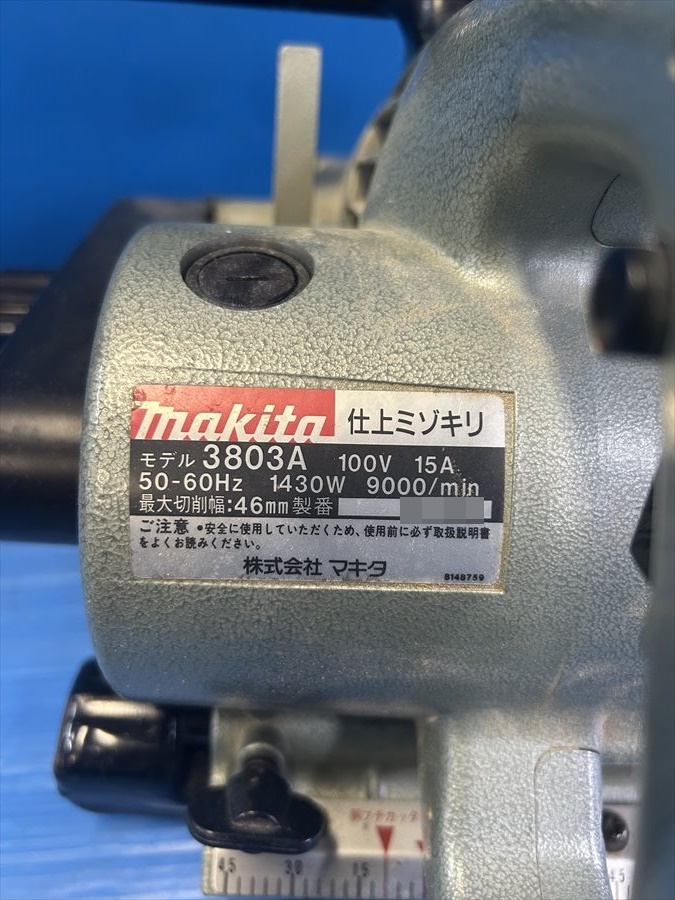 makita 仕上ミゾキリ
モデル 3803A 100V 15A
50-60Hz 1430W 9000/min
最大切削幅:46mm 製番
ご注意 •安全に使用していただくため、使用前に必ず取扱説明書
をよくお読みください。
株式会社 マキタ
8148759
45 30 15 45